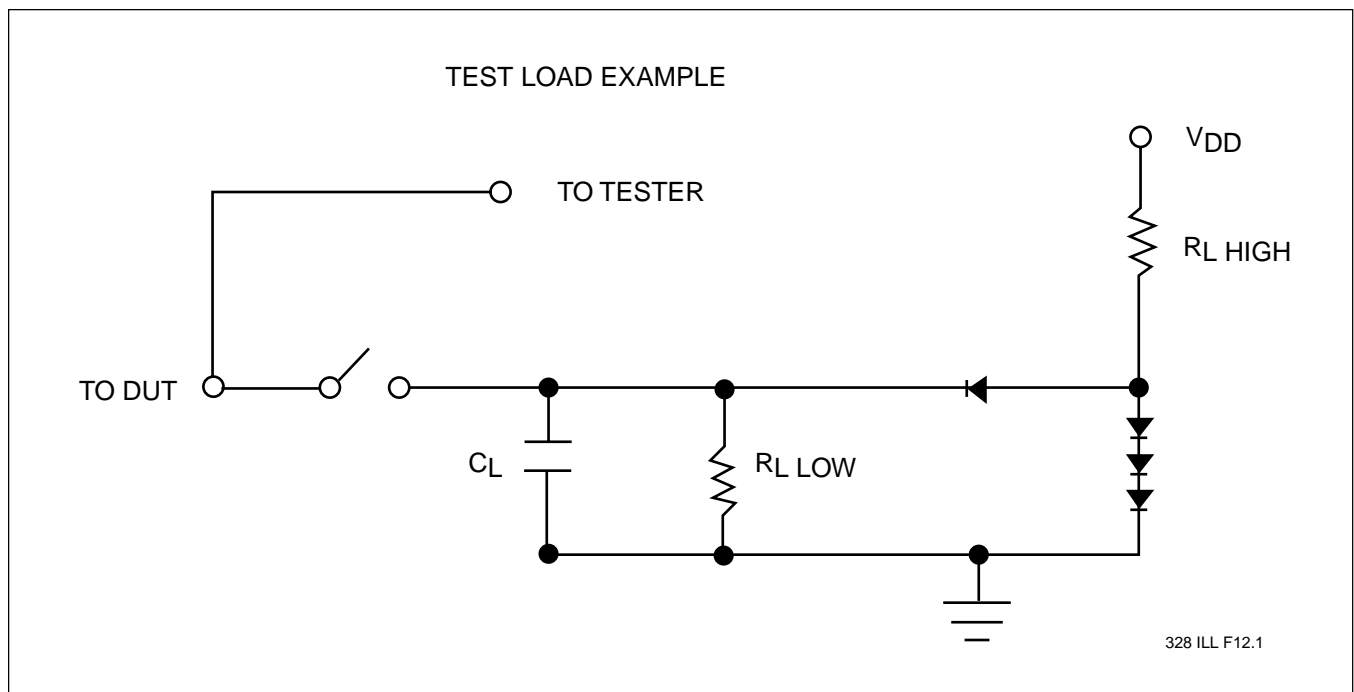 TEST LOAD EXAMPLE
VDD
TO TESTER
RL HIGH
TO DUT
CL
RL LOW
328 ILL F12.1